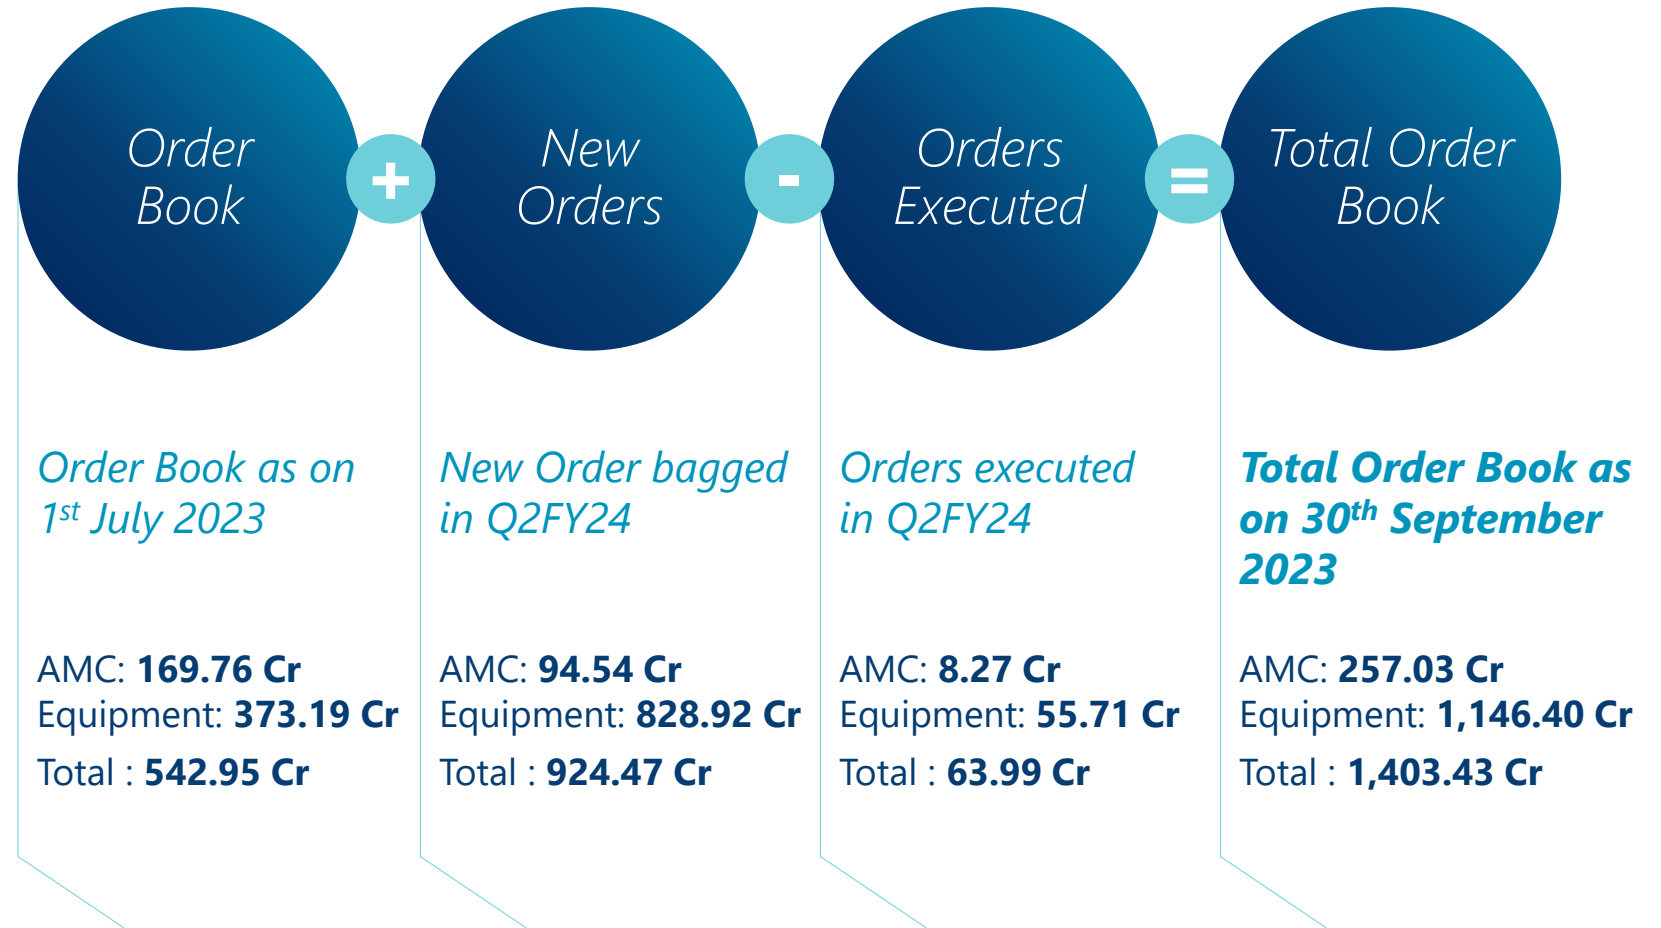 Order
Book
+
New
Orders
-
Orders
Executed
=
Total Order
Book
Order Book as on
1st July 2023
AMC: 169.76 Cr
Equipment: 373.19 Cr
Total : 542.95 Cr
New Order bagged
in Q2FY24
AMC: 94.54 Cr
Equipment: 828.92 Cr
Total : 924.47 Cr
Orders executed
in Q2FY24
AMC: 8.27 Cr
Equipment: 55.71 Cr
Total : 63.99 Cr
Total Order Book as
on 30th September
2023
AMC: 257.03 Cr
Equipment: 1,146.40 Cr
Total : 1,403.43 Cr